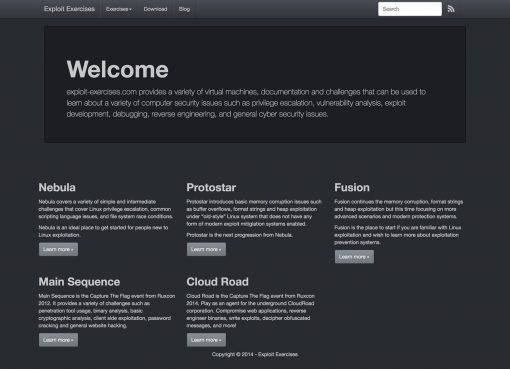 Exploit Exercises Exercises Download Blog Search
Welcome
exploit-exercises.com provides a variety of virtual machines, documentation and challenges that can be used to
learn about a variety of computer security issues such as privilege escalation, vulnerability analysis, exploit
development, debugging, reverse engineering, and general cyber security issues.
Nebula
Nebula covers a variety of simple and intermediate
challenges that cover Linux privilege escalation, common
scripting language issues, and file system race conditions.
Nebula is an ideal place to get started for people new to
Linux exploitation.
Learn more »
Protostar
Protostar introduces basic memory corruption issues such
as buffer overflows, format strings and heap exploitation
under "old-style" Linux system that does not have any
form of modern exploit mitigiation systems enabled.
Protostar is the next progression from Nebula.
Learn more »
Fusion
Fusion continues the memory corruption, format strings
and heap exploitation but this time focusing on more
advanced scenarios and modern protection systems.
Fusion is the place to start if you are familiar with Linux
exploitation and wish to learn more about exploitation
prevention systems.
Learn more »
Main Sequence
Main Sequence is the Capture The Flag event from Ruxcon
2012. It provides a variety of challenges such as
penetration tool usage, binary analysis, basic
cryptographic analysis, client side exploitation, password
cracking and general website hacking.
Learn more »
Cloud Road
Cloud Road is the Capture The Flag event from Ruxcon
2014. Play as an agent for the underground CloudRoad
corporation. Compromise web applications, reverse
engineer binaries, write exploits, decipher obfuscated
messages, and more!
Learn more »
Copyright © 2014 - Exploit Exercises